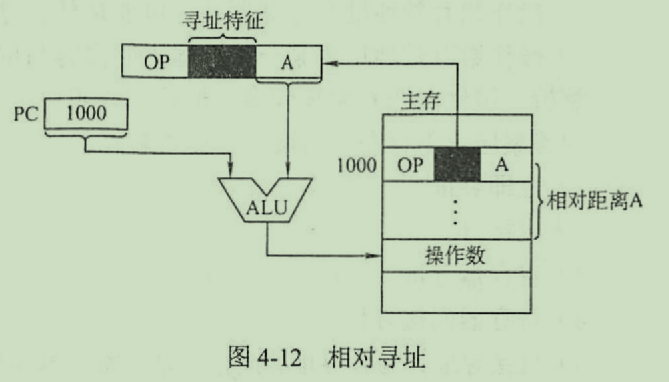 寻址特征
OP A
PC 1000
主存
1000 OP A
ALU
相对距离A
⋮
操作数
图 4-12 相对寻址